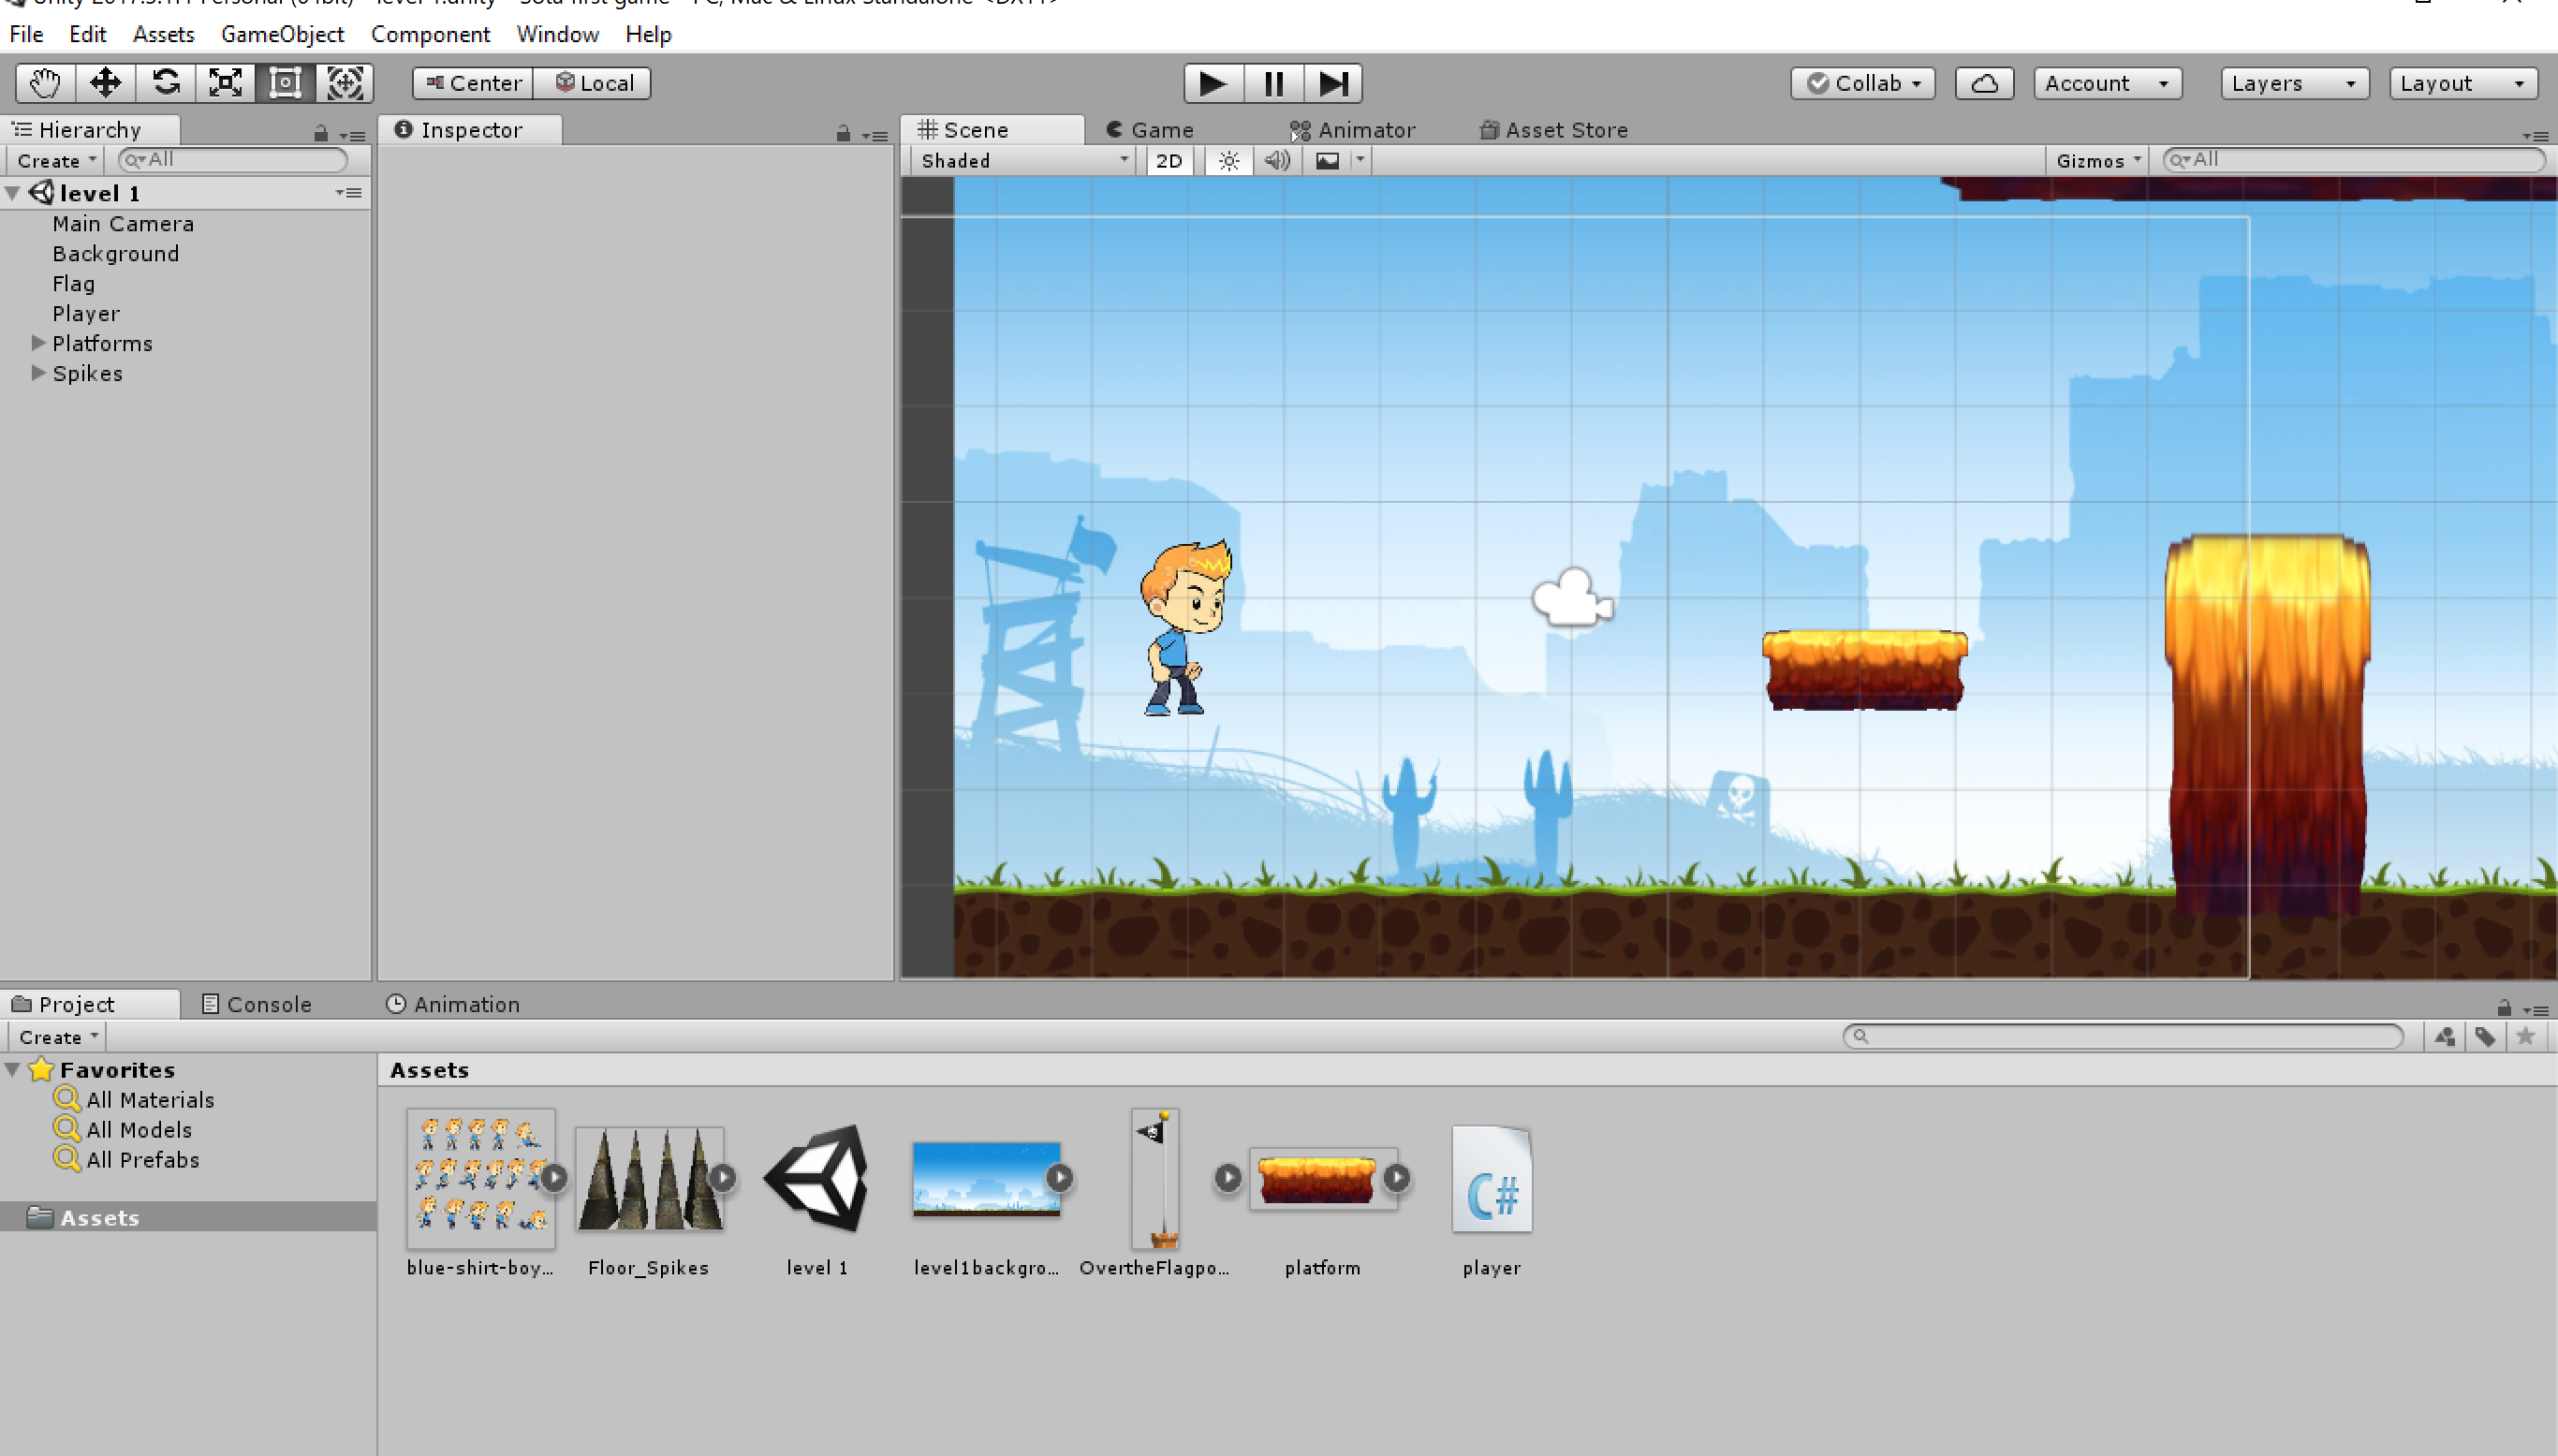 File Edit Assets GameObject Component Window Help
Center Local Collab Account Layers Layout
Hierarchy Inspector Scene Game Animator Asset Store
Create All Shaded 2D Gizmos All
level 1
Main Camera
Background
Flag
Player
Platforms
Spikes
Project Console Animation
Create
Favorites Assets
All Materials
All Models
All Prefabs
Assets
C#
blue-shirt-boy... Floor_Spikes level 1 level1backgro... OvertheFlagpo... platform player